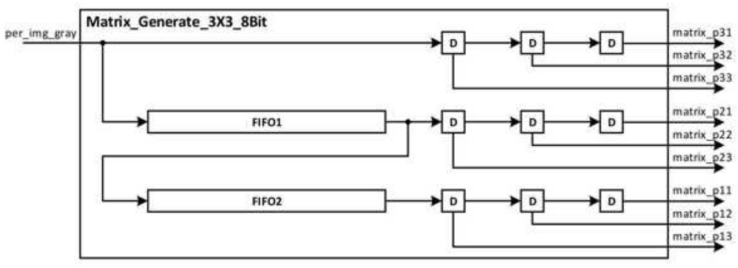 Matrix_Generate_3X3_8Bit
per_img_gray
D D D
matrix_p31
matrix_p32
matrix_p33
FIFO1
D D D
matrix_p21
matrix_p22
matrix_p23
FIFO2
D D D
matrix_p11
matrix_p12
matrix_p13